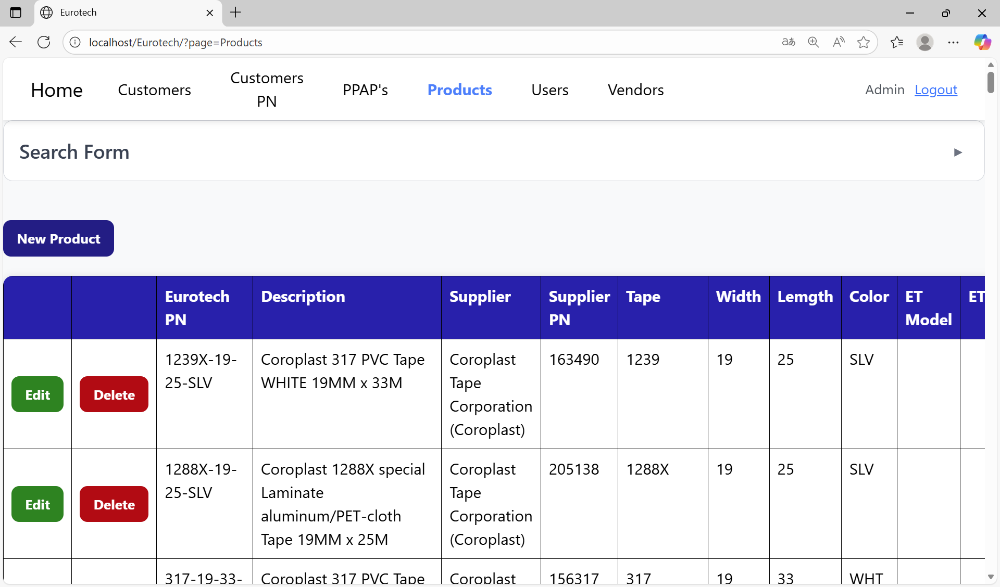 Eurotech
localhost/Eurotech/?page=Products
Home
Customers
Customers
PN
PPAP's
Products
Users
Vendors
Admin
Logout
Search Form
New Product
Eurotech
PN
Description
Supplier
Supplier
PN
Tape
Width
Lemgth
Color
ET
Model
ET
Edit
Delete
1239X-19-
25-SLV
Coroplast 317 PVC Tape
WHITE 19MM x 33M
Coroplast
Tape
Corporation
(Coroplast)
163490
1239
19
25
SLV
Edit
Delete
1288X-19-
25-SLV
Coroplast 1288X special
Laminate
aluminum/PET-cloth
Tape 19MM x 25M
Coroplast
Tape
Corporation
(Coroplast)
205138
1288X
19
25
SLV
317-19-33-
Coroplast 317 PVC Tape
Coroplast
156317
317
19
33
WHT